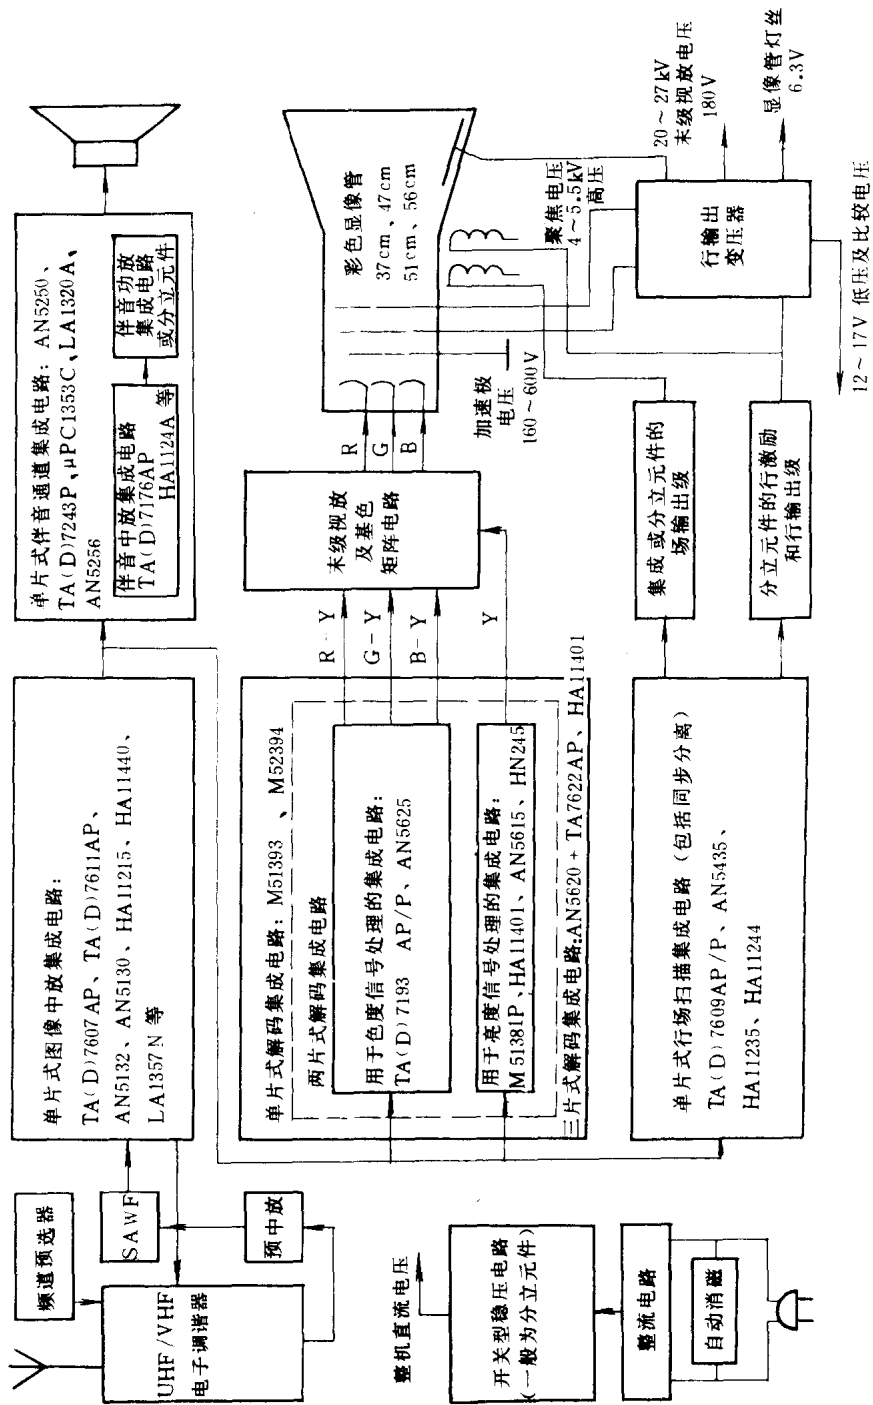 频道预选器
UHF/VHF
电子调谐器
SAWF
预中放
单片式图像中放集成电路:
TA(D)7607AP、TA(D)7611AP、
AN5132、AN5130、HA11215、HA11440、
LA1357N 等
单片式伴音通道集成电路: AN5250、
TA(D)7243P、μPC1353C、LA1320A、
AN5256
伴音中放集成电路
TA(D)7176AP
HA1124A 等
伴音功放
集成电路
或分立元件
单片式解码集成电路: M51393 、 M52394
两片式解码集成电路
用于色度信号处理的集成电路:
TA(D)7193 AP/P、AN5625
用于亮度信号处理的集成电路:
M51381P、HA11401、AN5615、HN245
三片式解码集成电路:AN5620+TA7622AP、HA11401
R-Y
G-Y
B-Y
Y
末级视放
及基色
矩阵电路
R
G
B
彩色显像管
37cm、47cm
51cm、56cm
加速极
电压
160~600V
聚焦电压
4~5.5kV
高压
20~27kV
末级视放电压
180V
显像管灯丝
6.3V
行输出
变压器
12~17V 低压及比较电压
单片式行场扫描集成电路(包括同步分离)
TA(D)7609AP/P、AN5435、
HA11235、HA11244
集成或分立元件的
场输出级
分立元件的行激励
和行输出级
整机直流电压
开关型稳压电路
(一般为分立元件)
整流电路
自动消磁